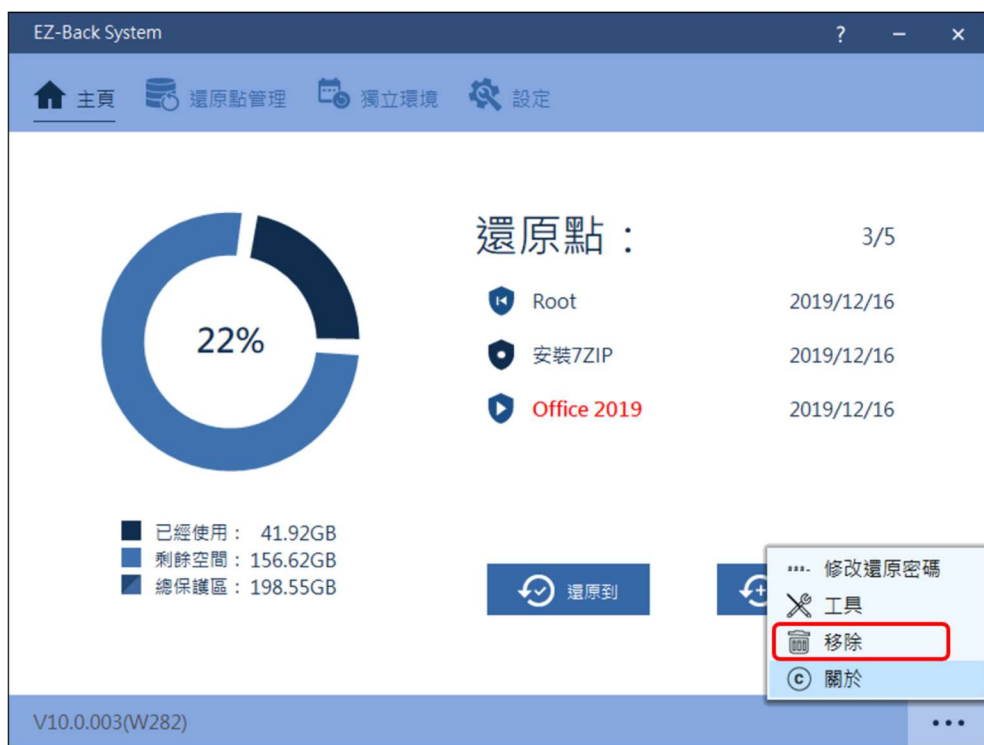 EZ-Back System
主頁 還原點管理 獨立環境 設定
還原點： 3/5
Root 2019/12/16
安裝7ZIP 2019/12/16
Office 2019 2019/12/16
22%
已經使用： 41.92GB
剩餘空間：156.62GB
總保護區：198.55GB
還原到
修改還原密碼
工具
移除
關於
V10.0.003(W282)